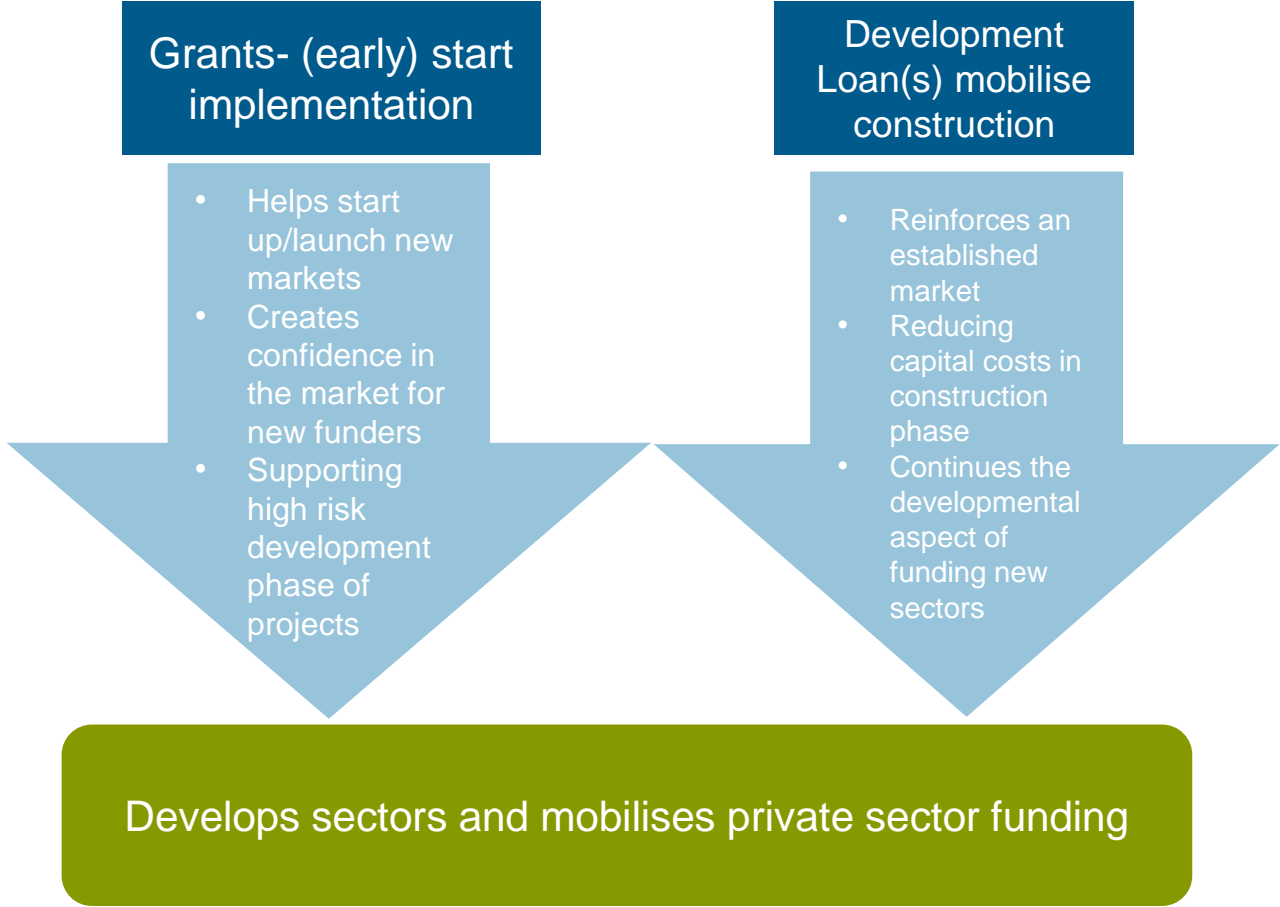 Grants- (early) start
implementation
• Helps start
up/launch new
markets
• Creates
confidence in
the market for
new funders
• Supporting
high risk
development
phase of
projects
Development
Loan(s) mobilise
construction
• Reinforces an
established
market
• Reducing
capital costs in
construction
phase
• Continues the
developmental
aspect of
funding new
sectors
Develops sectors and mobilises private sector funding